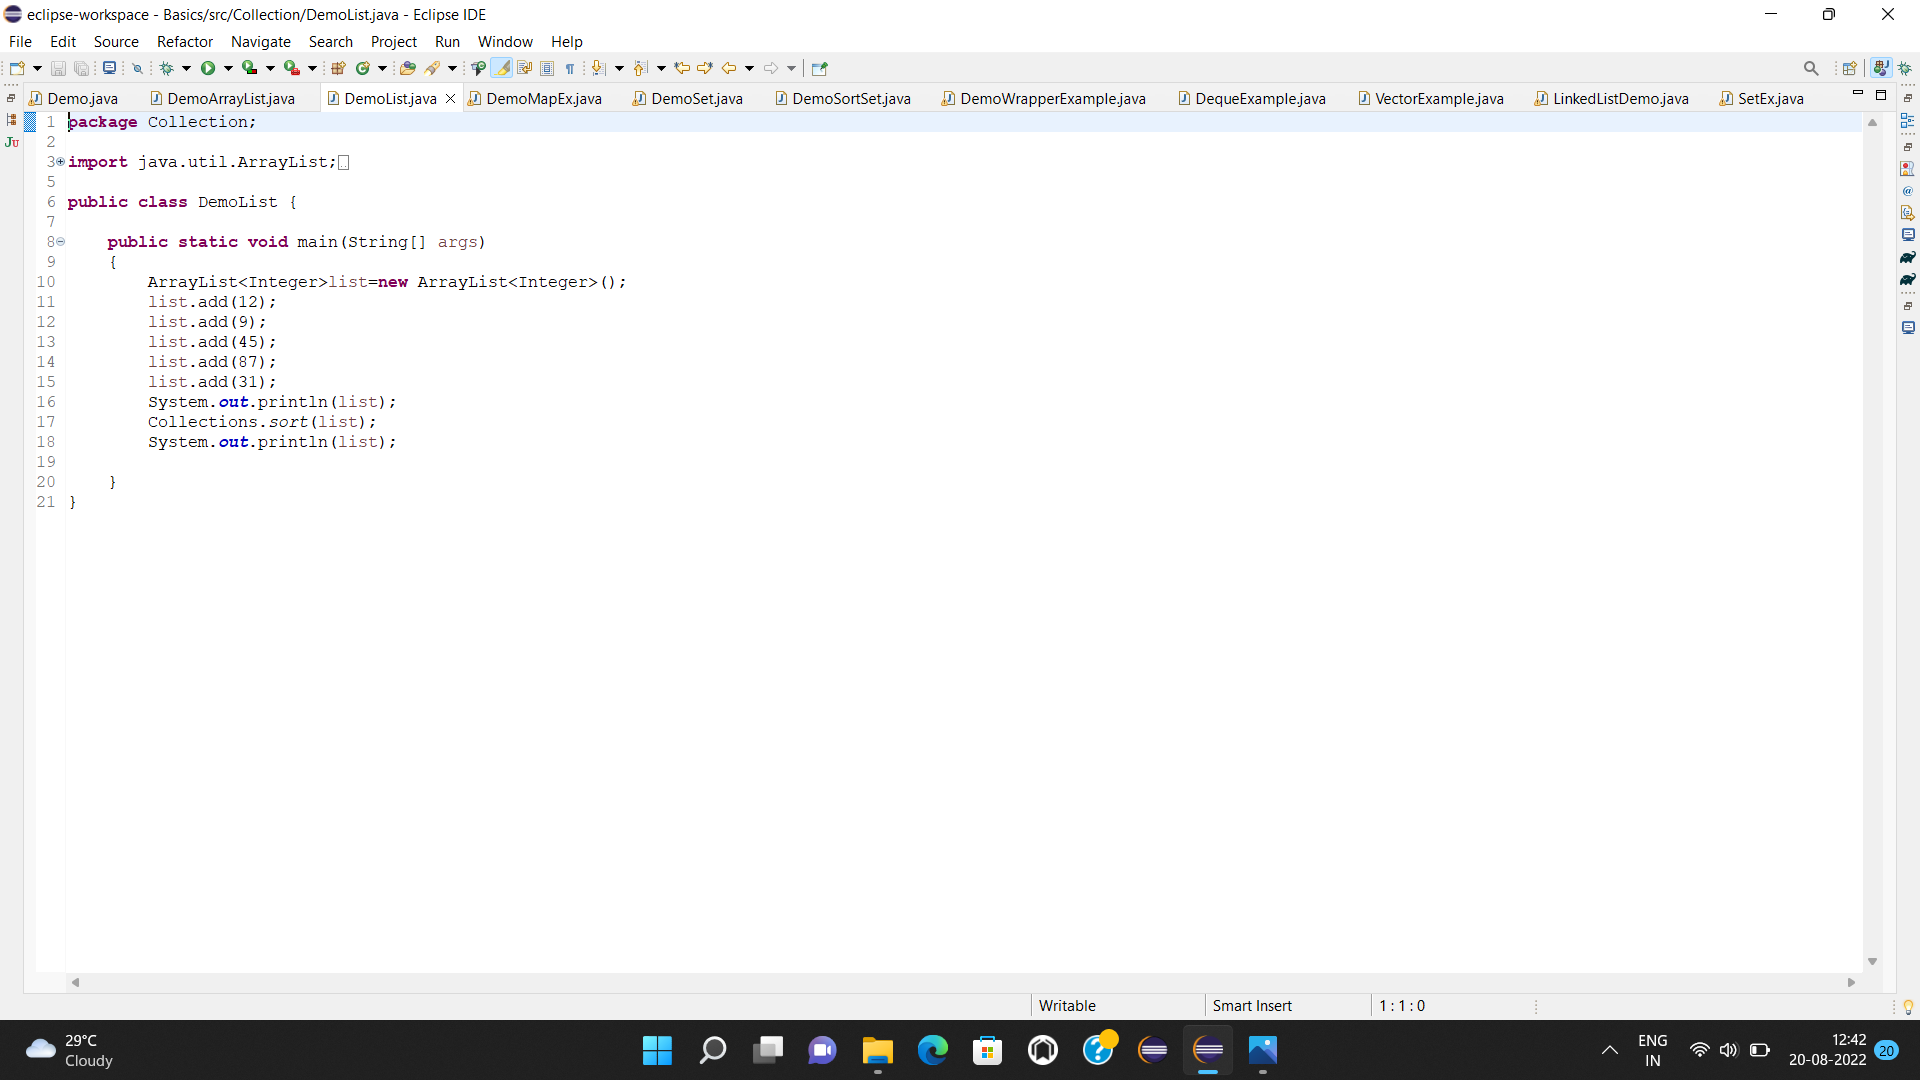 eclipse-workspace - Basics/src/Collection/DemoList.java - Eclipse IDE
File Edit Source Refactor Navigate Search Project Run Window Help
Demo.java DemoArrayList.java DemoList.java DemoMapEx.java DemoSet.java DemoSortSet.java DemoWrapperExample.java DequeExample.java VectorExample.java LinkedListDemo.java SetEx.java
1 package Collection;
2
3 import java.util.ArrayList;
5
6 public class DemoList {
7
8     public static void main(String[] args)
9     {
10         ArrayList<Integer>list=new ArrayList<Integer>();
11         list.add(12);
12         list.add(9);
13         list.add(45);
14         list.add(87);
15         list.add(31);
16         System.out.println(list);
17         Collections.sort(list);
18         System.out.println(list);
19
20     }
21 }
Writable Smart Insert 1 : 1 : 0
29°C
Cloudy
ENG
IN
12:42
20-08-2022
20